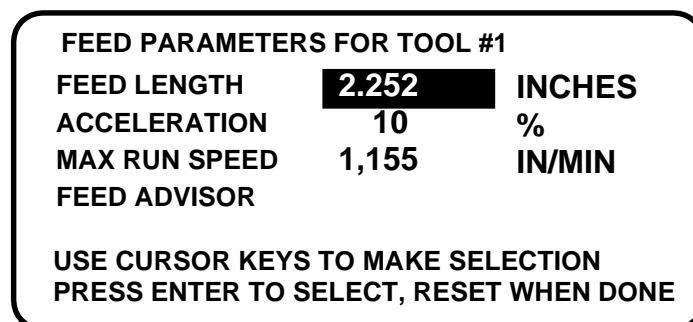 FEED PARAMETERS FOR TOOL #1
FEED LENGTH 2.252 INCHES
ACCELERATION 10 %
MAX RUN SPEED 1,155 IN/MIN
FEED ADVISOR
USE CURSOR KEYS TO MAKE SELECTION
PRESS ENTER TO SELECT, RESET WHEN DONE